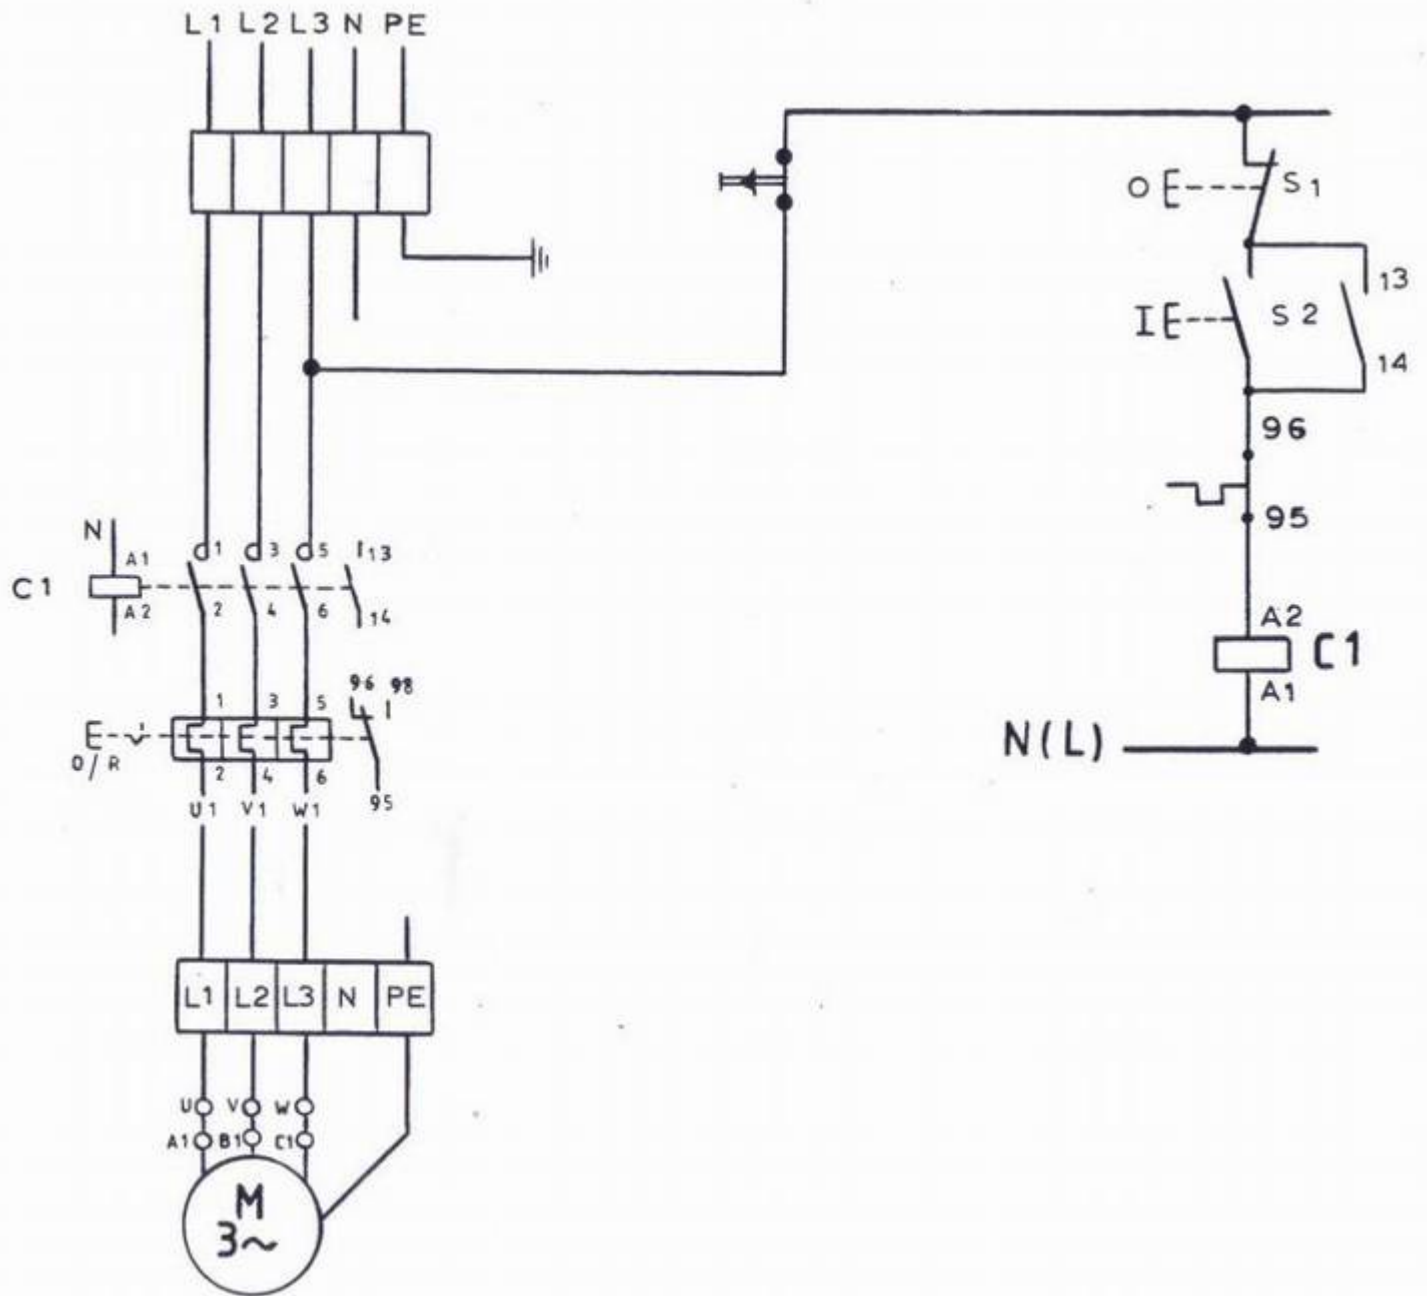 L1 L2 L3 N PE
O E S1
13
I E S2
14
96
95
N
A1 1 3 5 13
C1
A2 2 4 6 14
A2
C1
A1
N(L)
96 98
1 3 5
E
O/R
2 4 6
95
U1 V1 W1
L1 L2 L3 N PE
U V W
A1 B1 C1
M
3~